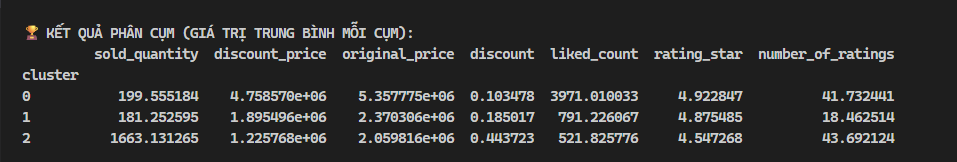 🏆 KẾT QUẢ PHÂN CỤM (GIÁ TRỊ TRUNG BÌNH MỖI CỤM):
sold_quantity discount_price original_price discount liked_count rating_star number_of_ratings
cluster
0 199.555184 4.758570e+06 5.357775e+06 0.103478 3971.010033 4.922847 41.732441
1 181.252595 1.895496e+06 2.370306e+06 0.185017 791.226067 4.875485 18.462514
2 1663.131265 1.225768e+06 2.059816e+06 0.443723 521.825776 4.547268 43.692124